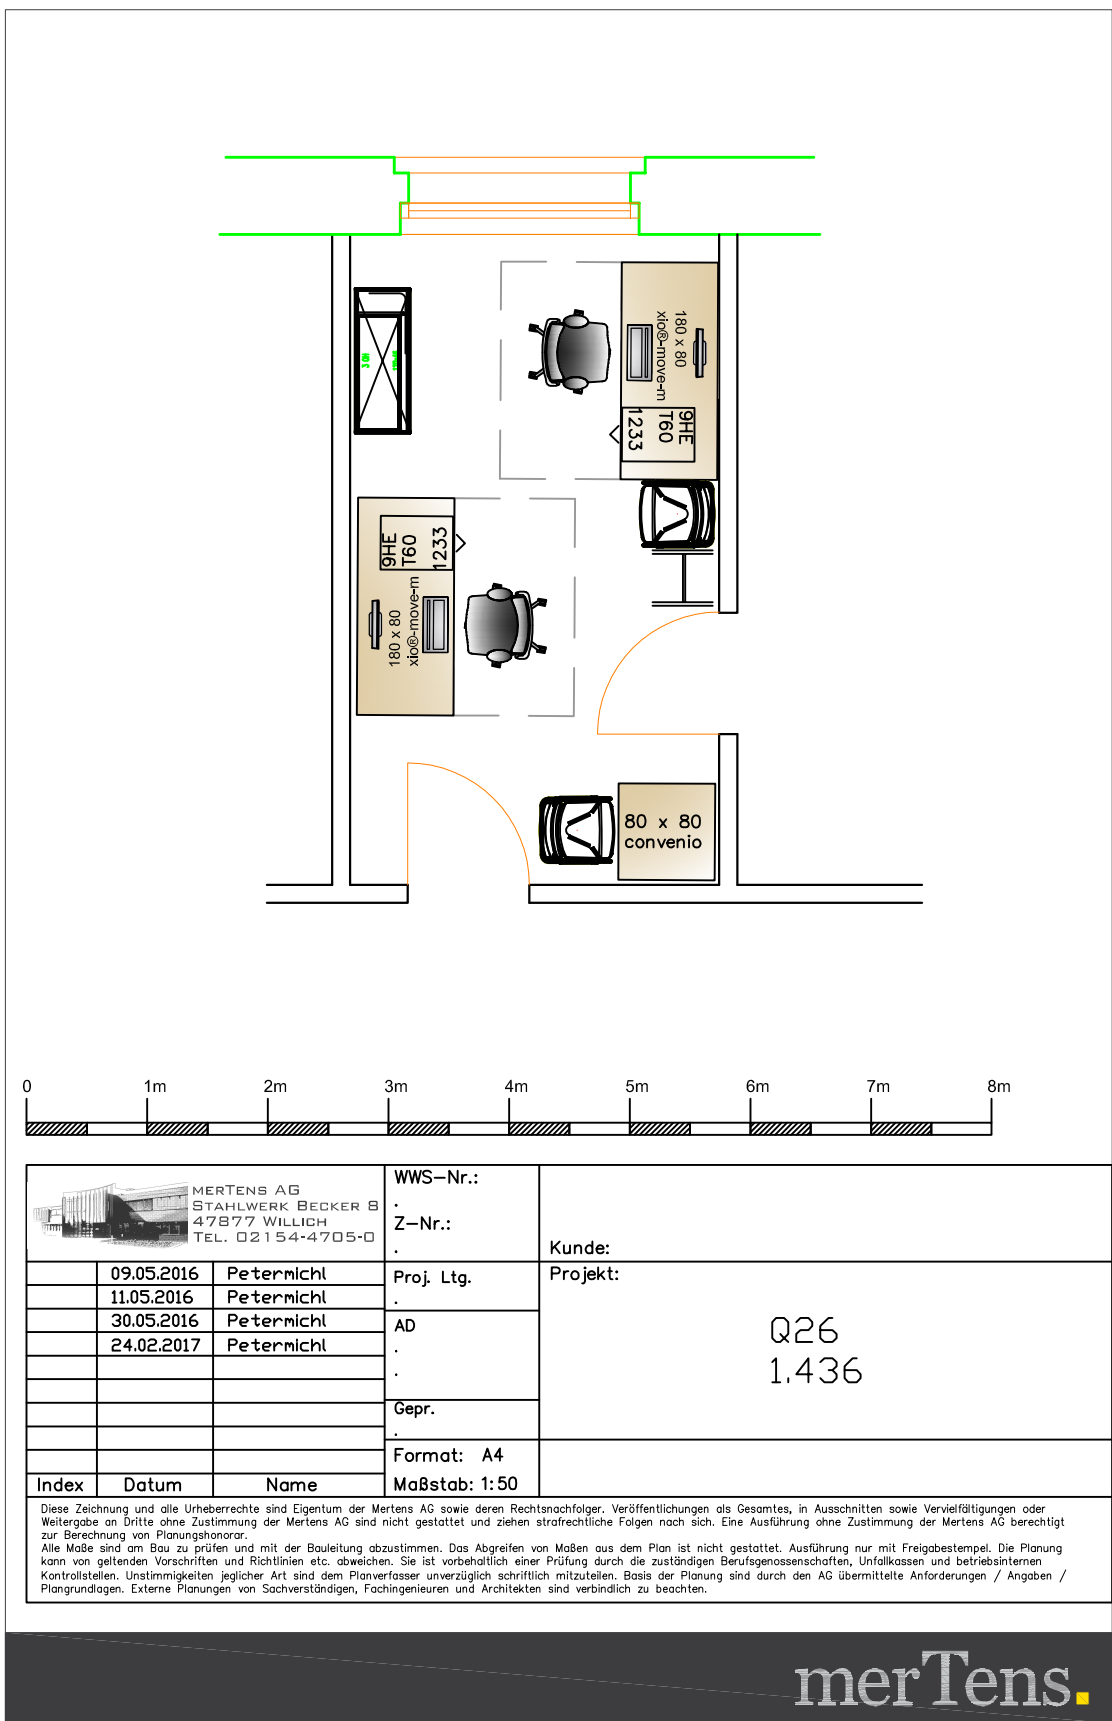 3 OH
180 x 80
xio®-move-m
9HE
T60
1233
9HE
T60
1233
180 x 80
xio®-move-m
80 x 80
convenio
0 1m 2m 3m 4m 5m 6m 7m 8m
merTens AG
Stahlwerk Becker 8
47877 Willich
Tel. 02154-4705-0
WWS-Nr.:
.
Z-Nr.:
.
Kunde:
09.05.2016 Petermichl
11.05.2016 Petermichl
30.05.2016 Petermichl
24.02.2017 Petermichl
Index Datum Name
Proj. Ltg.
.
AD
.
.
Gepr.
.
Format: A4
Maßstab: 1:50
Projekt:
Q26
1.436
Diese Zeichnung und alle Urheberrechte sind Eigentum der Mertens AG sowie deren Rechtsnachfolger. Veröffentlichungen als Gesamtes, in Ausschnitten sowie Vervielfältigungen oder
Weitergabe an Dritte ohne Zustimmung der Mertens AG sind nicht gestattet und ziehen strafrechtliche Folgen nach sich. Eine Ausführung ohne Zustimmung der Mertens AG berechtigt
zur Berechnung von Planungshonorar.
Alle Maße sind am Bau zu prüfen und mit der Bauleitung abzustimmen. Das Abgreifen von Maßen aus dem Plan ist nicht gestattet. Ausführung nur mit Freigabestempel. Die Planung
kann von geltenden Vorschriften und Richtlinien etc. abweichen. Sie ist vorbehaltlich einer Prüfung durch die zuständigen Berufsgenossenschaften, Unfallkassen und betriebsinternen
Kontrollstellen. Unstimmigkeiten jeglicher Art sind dem Planverfasser unverzüglich schriftlich mitzuteilen. Basis der Planung sind durch den AG übermittelte Anforderungen / Angaben /
Plangrundlagen. Externe Planungen von Sachverständigen, Fachingenieuren und Architekten sind verbindlich zu beachten.
merTens.